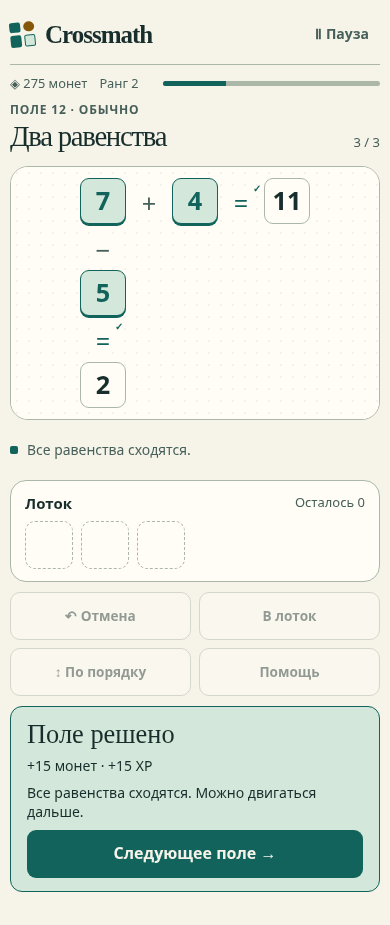 Crossmath
‖ Пауза
◈ 275 монет Ранг 2
ПОЛЕ 12 · ОБЫЧНО
Два равенства
3 / 3
7 + 4 = ✓ 11
−
5
= ✓
2
Все равенства сходятся.
Лоток
Осталось 0
↶ Отмена
В лоток
↕ По порядку
Помощь
Поле решено
+15 монет · +15 XP
Все равенства сходятся. Можно двигаться
дальше.
Следующее поле →